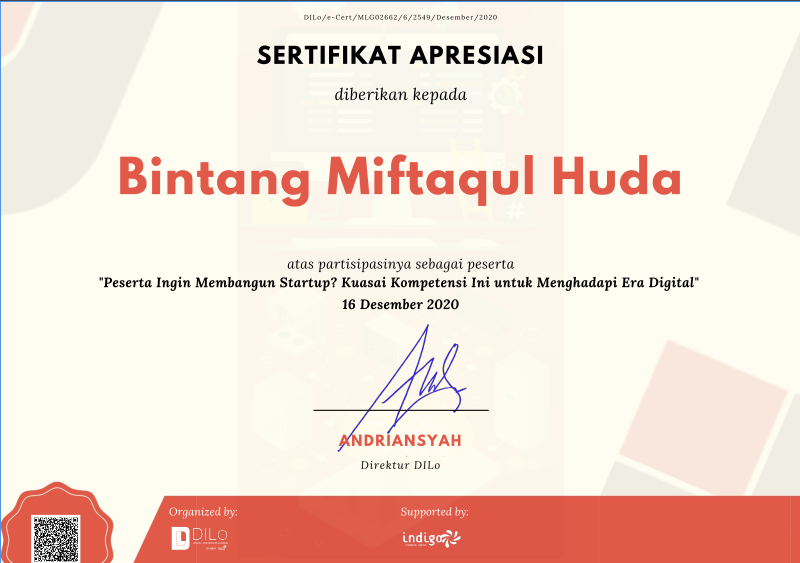 DILo/e-Cert/MLG02662/6/2549/Desember/2020
SERTIFIKAT APRESIASI
diberikan kepada
Bintang Miftaqul Huda
atas partisipasinya sebagai peserta
"Peserta Ingin Membangun Startup? Kuasai Kompetensi Ini untuk Menghadapi Era Digital"
16 Desember 2020
ANDRIANSYAH
Direktur DILo
Organized by:
DILo
Supported by:
indigo